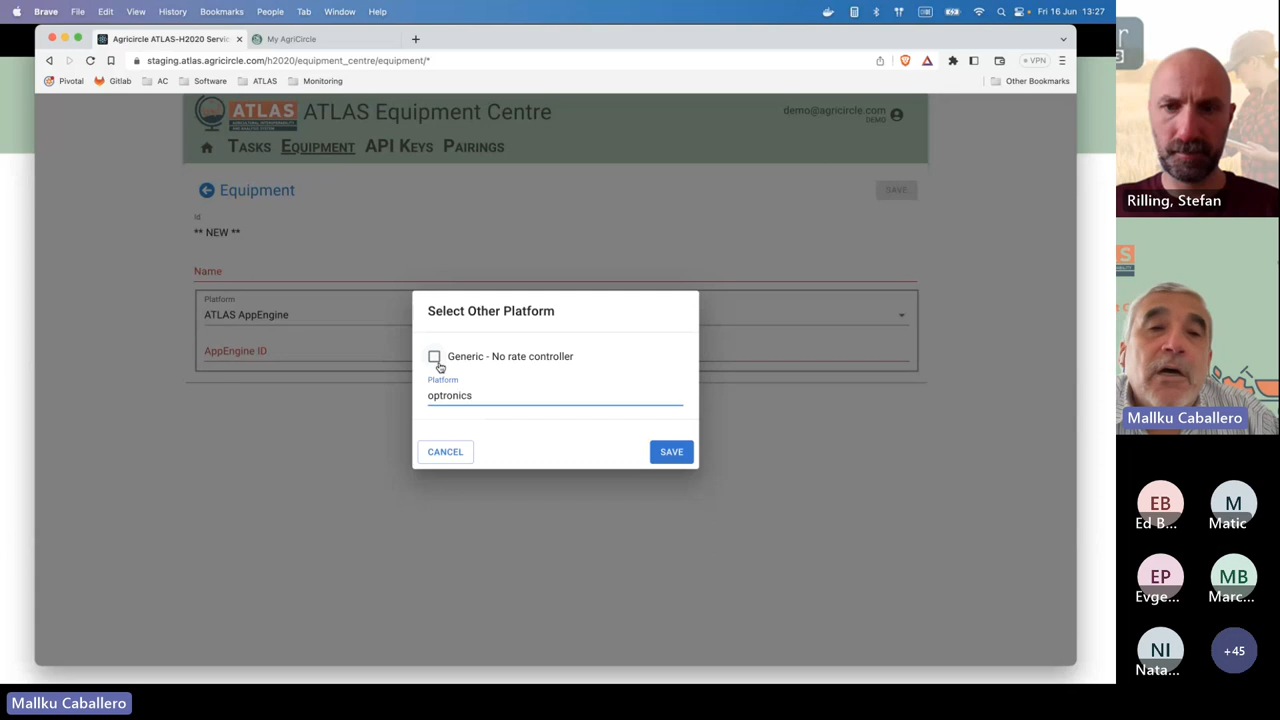 Brave File Edit View History Bookmarks People Tab Window Help
Fri 16 Jun 13:27
Agricircle ATLAS-H2020 Servic
My AgriCircle
staging.atlas.agricircle.com/h2020/equipment_centre/equipment/*
VPN
Pivotal Gitlab AC Software ATLAS Monitoring
Other Bookmarks
ATLAS
ATLAS Equipment Centre
demo@agricircle.com
DEMO
TASKS EQUIPMENT API KEYS PAIRINGS
Equipment
SAVE
Id
** NEW **
Name
Platform
ATLAS AppEngine
AppEngine ID
Select Other Platform
Generic - No rate controller
Platform
optronics
CANCEL
SAVE
Rilling, Stefan
Mallku Caballero
EB
Ed B...
M
Matic
EP
Evge...
MB
Marc...
NI
Nata...
+45
Mallku Caballero